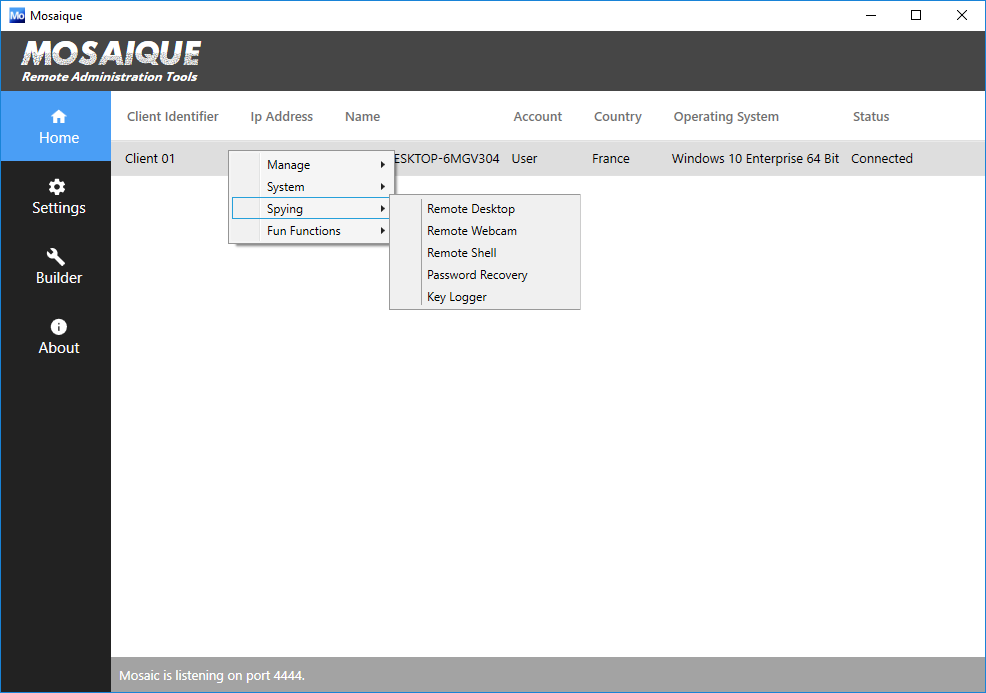 Mo Mosaique
MOSAIQUE
Remote Administration Tools
Home
Settings
Builder
About
Client Identifier Ip Address Name Account Country Operating System Status
Client 01 ESKTOP-6MGV304 User France Windows 10 Enterprise 64 Bit Connected
Manage
System
Spying
Fun Functions
Remote Desktop
Remote Webcam
Remote Shell
Password Recovery
Key Logger
Mosaic is listening on port 4444.